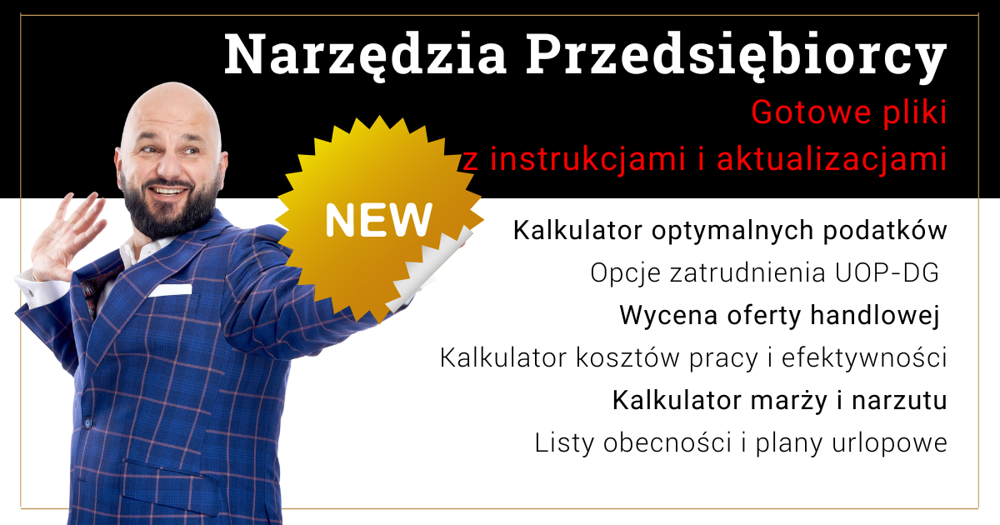 Narzędzia Przedsiębiorcy
Gotowe pliki
z instrukcjami i aktualizacjami
NEW
Kalkulator optymalnych podatków
Opcje zatrudnienia UOP-DG
Wycena oferty handlowej
Kalkulator kosztów pracy i efektywności
Kalkulator marży i narzutu
Listy obecności i plany urlopowe